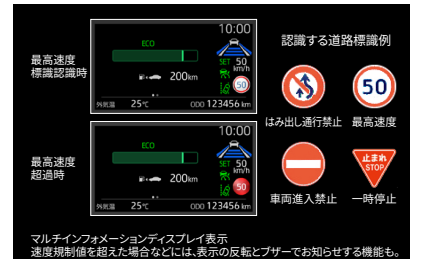 最高速度
標識認識時
10:00
ECO
SET 50
km/h
200km
50
外気温 25℃ ODO 123456 km
最高速度
超過時
10:00
ECO
SET 50
km/h
200km
50
外気温 25℃ ODO 123456 km
認識する道路標識例
50
はみ出し通行禁止 最高速度
止まれ
STOP
車両進入禁止 一時停止
マルチインフォメーションディスプレイ表示
速度規制値を超えた場合などには、表示の反転とブザーでお知らせする機能も。